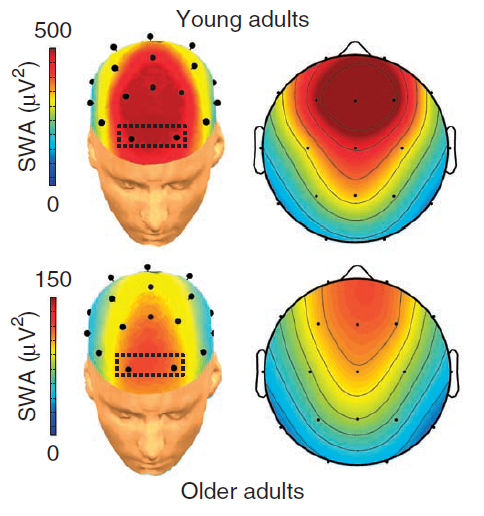 Young adults
500
SWA (μV²)
0
150
SWA (μV²)
0
Older adults